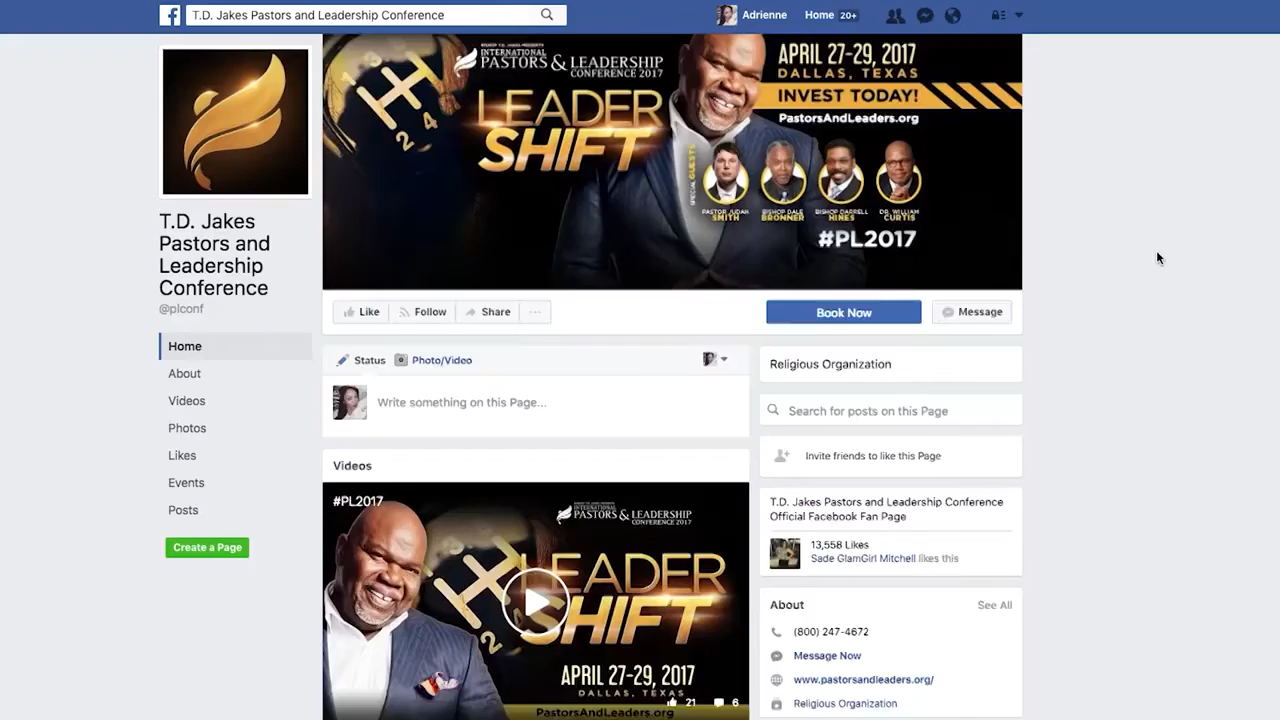 T.D. Jakes Pastors and Leadership Conference
Adrienne
Home 20+
BISHOP T.D. JAKES PRESENTS
INTERNATIONAL
PASTORS & LEADERSHIP
CONFERENCE 2017
LEADER
SHIFT
2 4
APRIL 27-29, 2017
DALLAS, TEXAS
INVEST TODAY!
PastorsAndLeaders.org
SPECIAL GUESTS
PASTOR JUDAH
SMITH
BISHOP DALE
BRONNER
BISHOP DARRELL
HINES
DR. WILLIAM
CURTIS
#PL2017
T.D. Jakes
Pastors and
Leadership
Conference
@plconf
Home
About
Videos
Photos
Likes
Events
Posts
Create a Page
Like
Follow
Share
Book Now
Message
Status
Photo/Video
Write something on this Page...
Videos
#PL2017
INTERNATIONAL
PASTORS & LEADERSHIP
CONFERENCE 2017
LEADER
SHIFT
2
APRIL 27-29, 2017
DALLAS, TEXAS
PastorsAndLeaders.org
21
6
Religious Organization
Search for posts on this Page
Invite friends to like this Page
T.D. Jakes Pastors and Leadership Conference
Official Facebook Fan Page
13,558 Likes
Sade GlamGirl Mitchell likes this
About
See All
(800) 247-4672
Message Now
www.pastorsandleaders.org/
Religious Organization